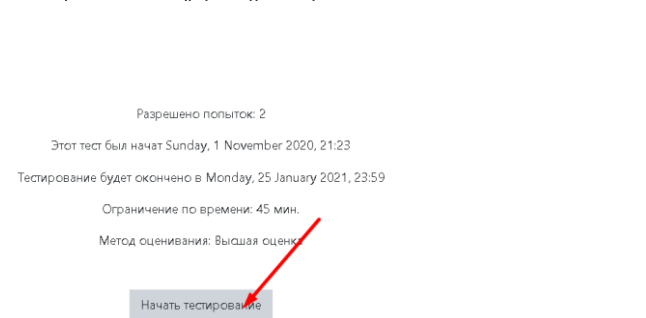 Разрешено попыток: 2
Этот тест был начат Sunday, 1 November 2020, 21:23
Тестирование будет окончено в Monday, 25 January 2021, 23:59
Ограничение по времени: 45 мин.
Метод оценивания: Высшая оценка
Начать тестирование